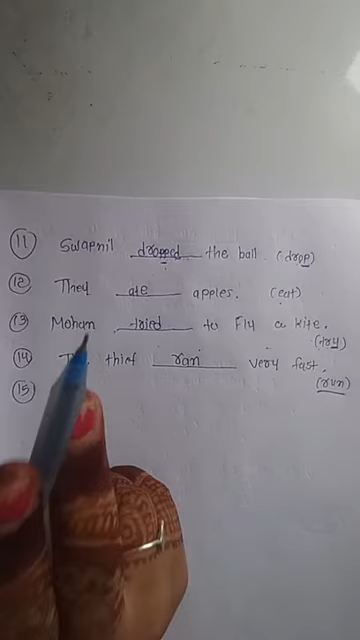 11 Swapnil dropped the ball. (drop)
12 They ate apples. (eat)
13 Mohan tried to Fly a kite. (try)
14 thief ran very fast. (run)
15